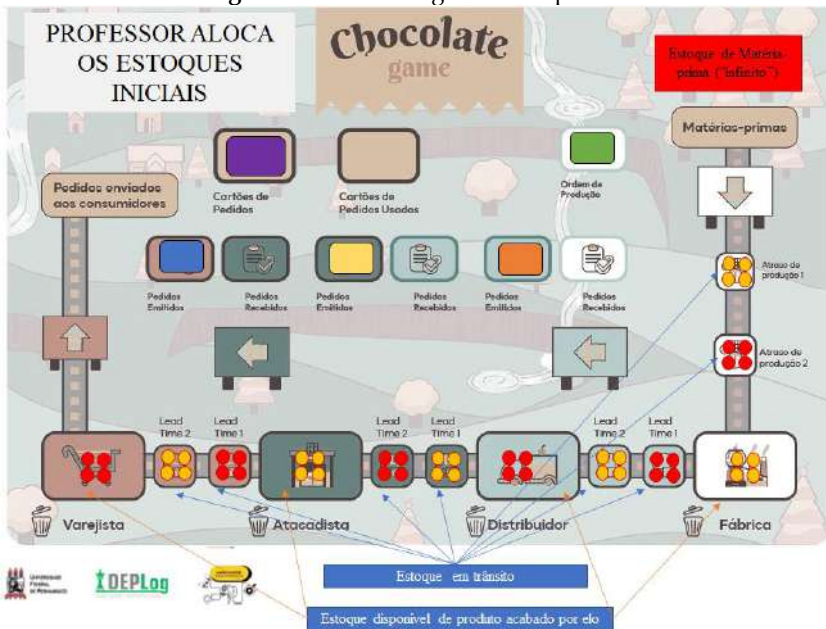 PROFESSOR ALOCA
OS ESTOQUES
INICIAIS
Chocolate
game
Estoque de Matéria-
prima ("infinito")
Matérias-primas
Pedidos enviados
aos consumidores
Cartões de
Pedidos
Cartões de
Pedidos Usados
Ordem de
Produção
Pedidos
Emitidos
Pedidos
Recebidos
Pedidos
Emitidos
Pedidos
Recebidos
Pedidos
Emitidos
Pedidos
Recebidos
Atraso de
produção 1
Atraso de
produção 2
Lead
Time 2
Lead
Time 1
Lead
Time 2
Lead
Time 1
Lead
Time 2
Lead
Time 1
Varejista
Atacadista
Distribuidor
Fábrica
Estoque em trânsito
DEPLog
Estoque disponível de produto acabado por elo